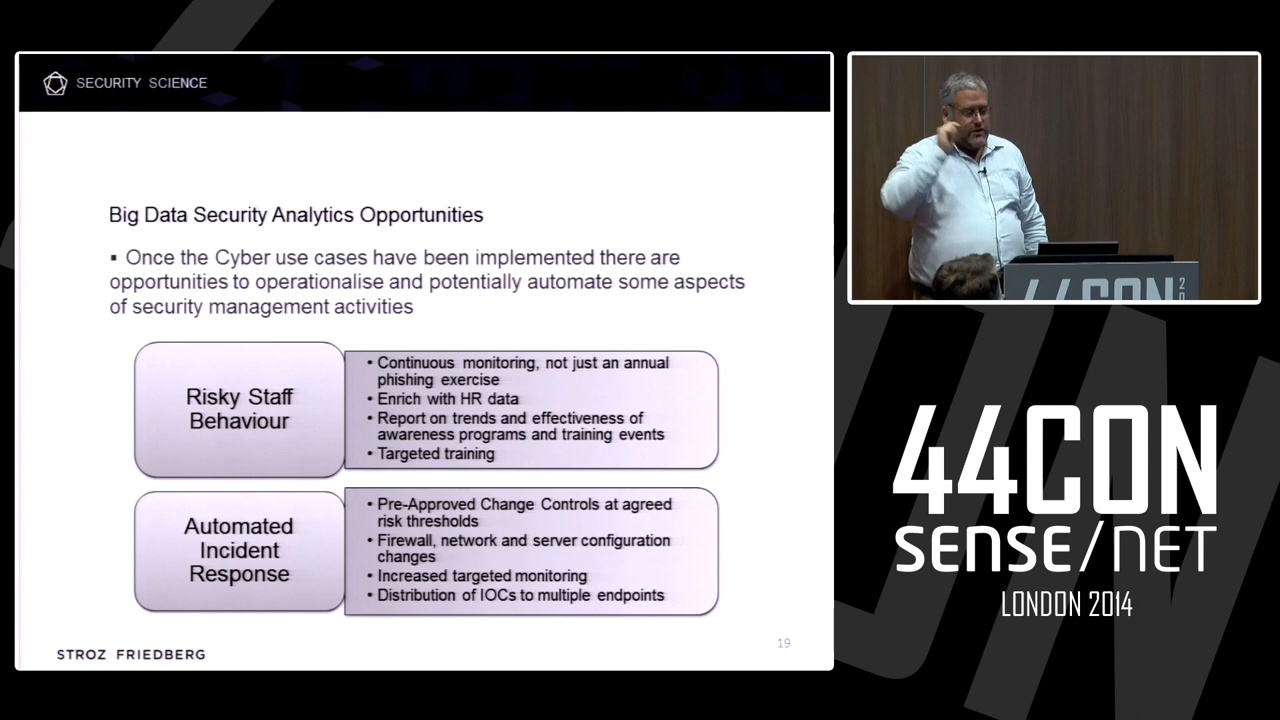 SECURITY SCIENCE
Big Data Security Analytics Opportunities
▪ Once the Cyber use cases have been implemented there are
opportunities to operationalise and potentially automate some aspects
of security management activities
Risky Staff
Behaviour
• Continuous monitoring, not just an annual
phishing exercise
• Enrich with HR data
• Report on trends and effectiveness of
awareness programs and training events
• Targeted training
Automated
Incident
Response
• Pre-Approved Change Controls at agreed
risk thresholds
• Firewall, network and server configuration
changes
• Increased targeted monitoring
• Distribution of IOCs to multiple endpoints
STROZ FRIEDBERG
19
44CON
44CON
SENSE/NET
LONDON 2014